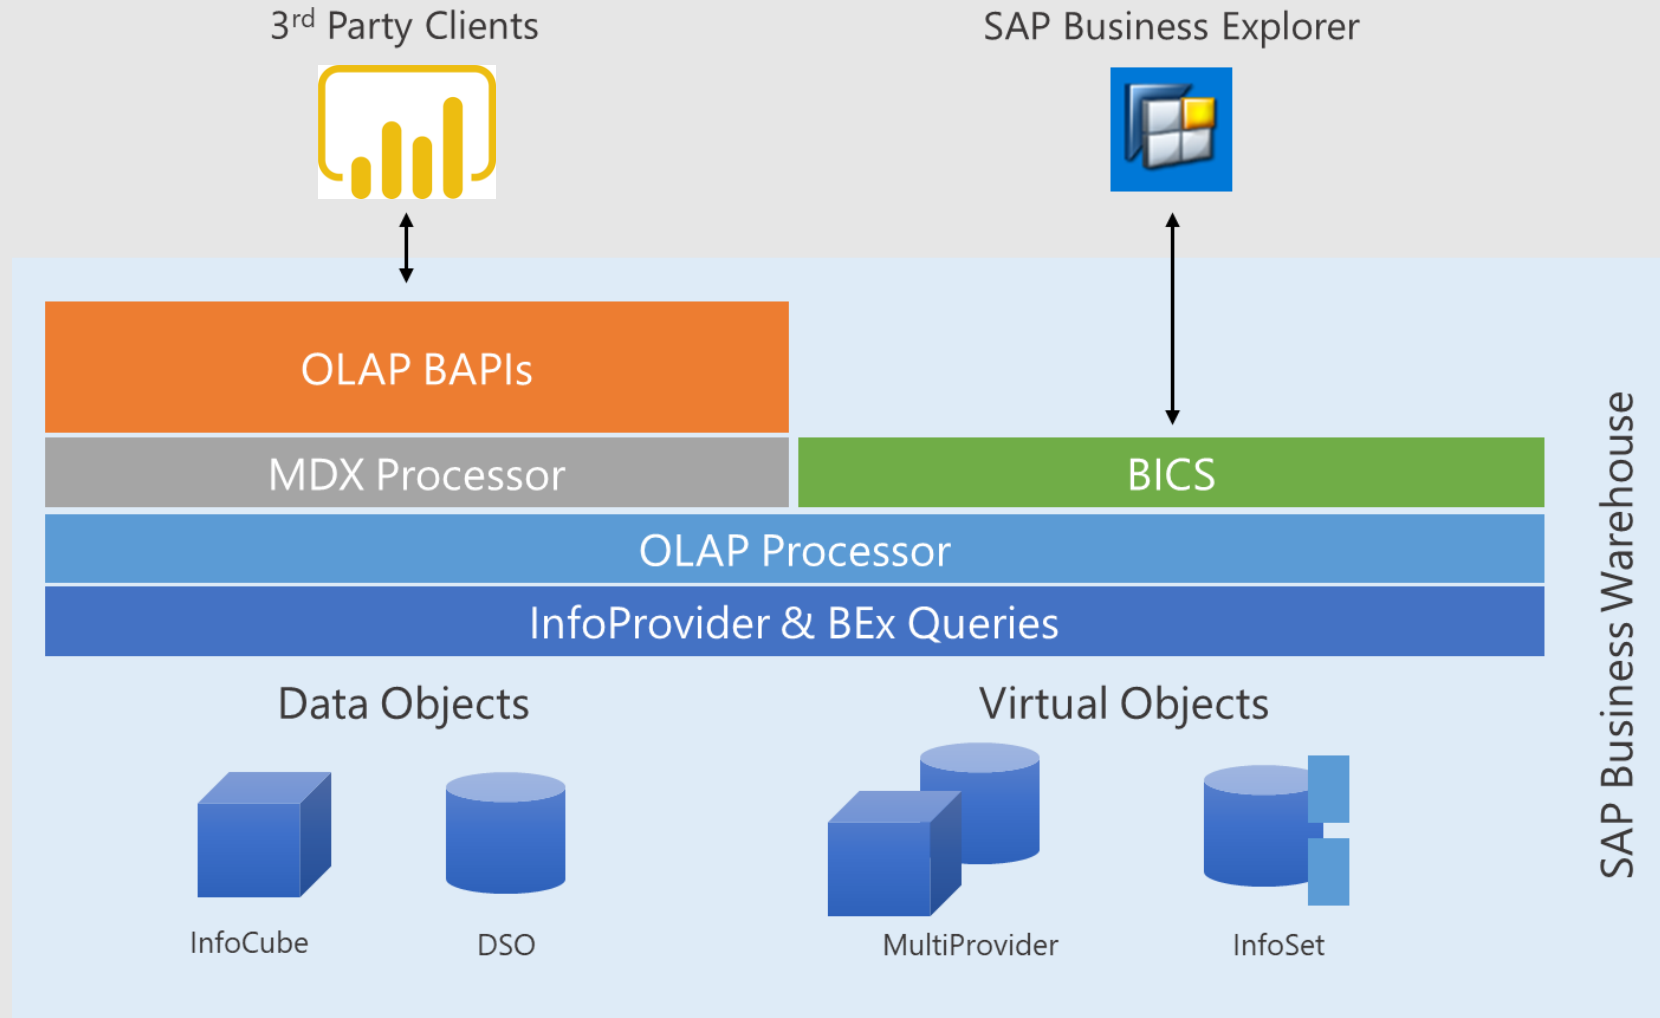 3rd Party Clients
SAP Business Explorer
OLAP BAPIs
MDX Processor
BICS
OLAP Processor
InfoProvider & BEx Queries
Data Objects
Virtual Objects
InfoCube
DSO
MultiProvider
InfoSet
SAP Business Warehouse